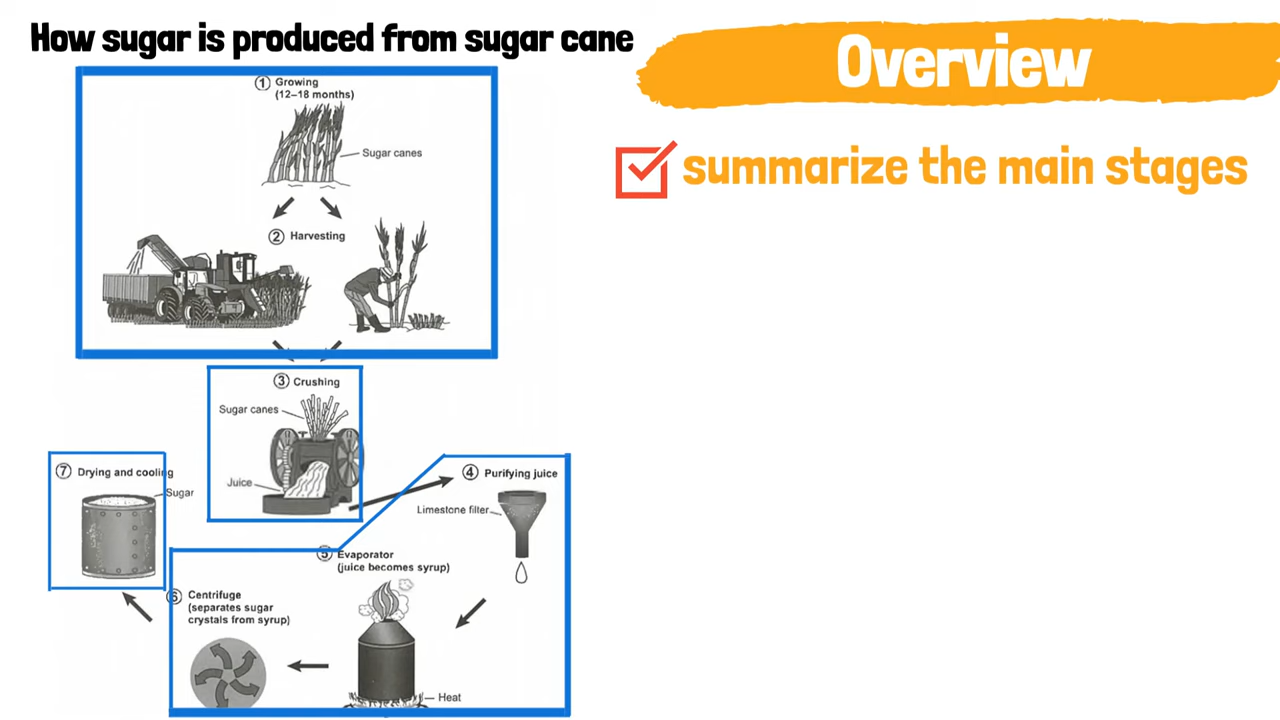 How sugar is produced from sugar cane
Overview
summarize the main stages
① Growing
(12–18 months)
Sugar canes
② Harvesting
③ Crushing
Sugar canes
Juice
④ Purifying juice
Limestone filter
⑤ Evaporator
(juice becomes syrup)
Heat
⑥ Centrifuge
(separates sugar
crystals from syrup)
⑦ Drying and cooling
Sugar